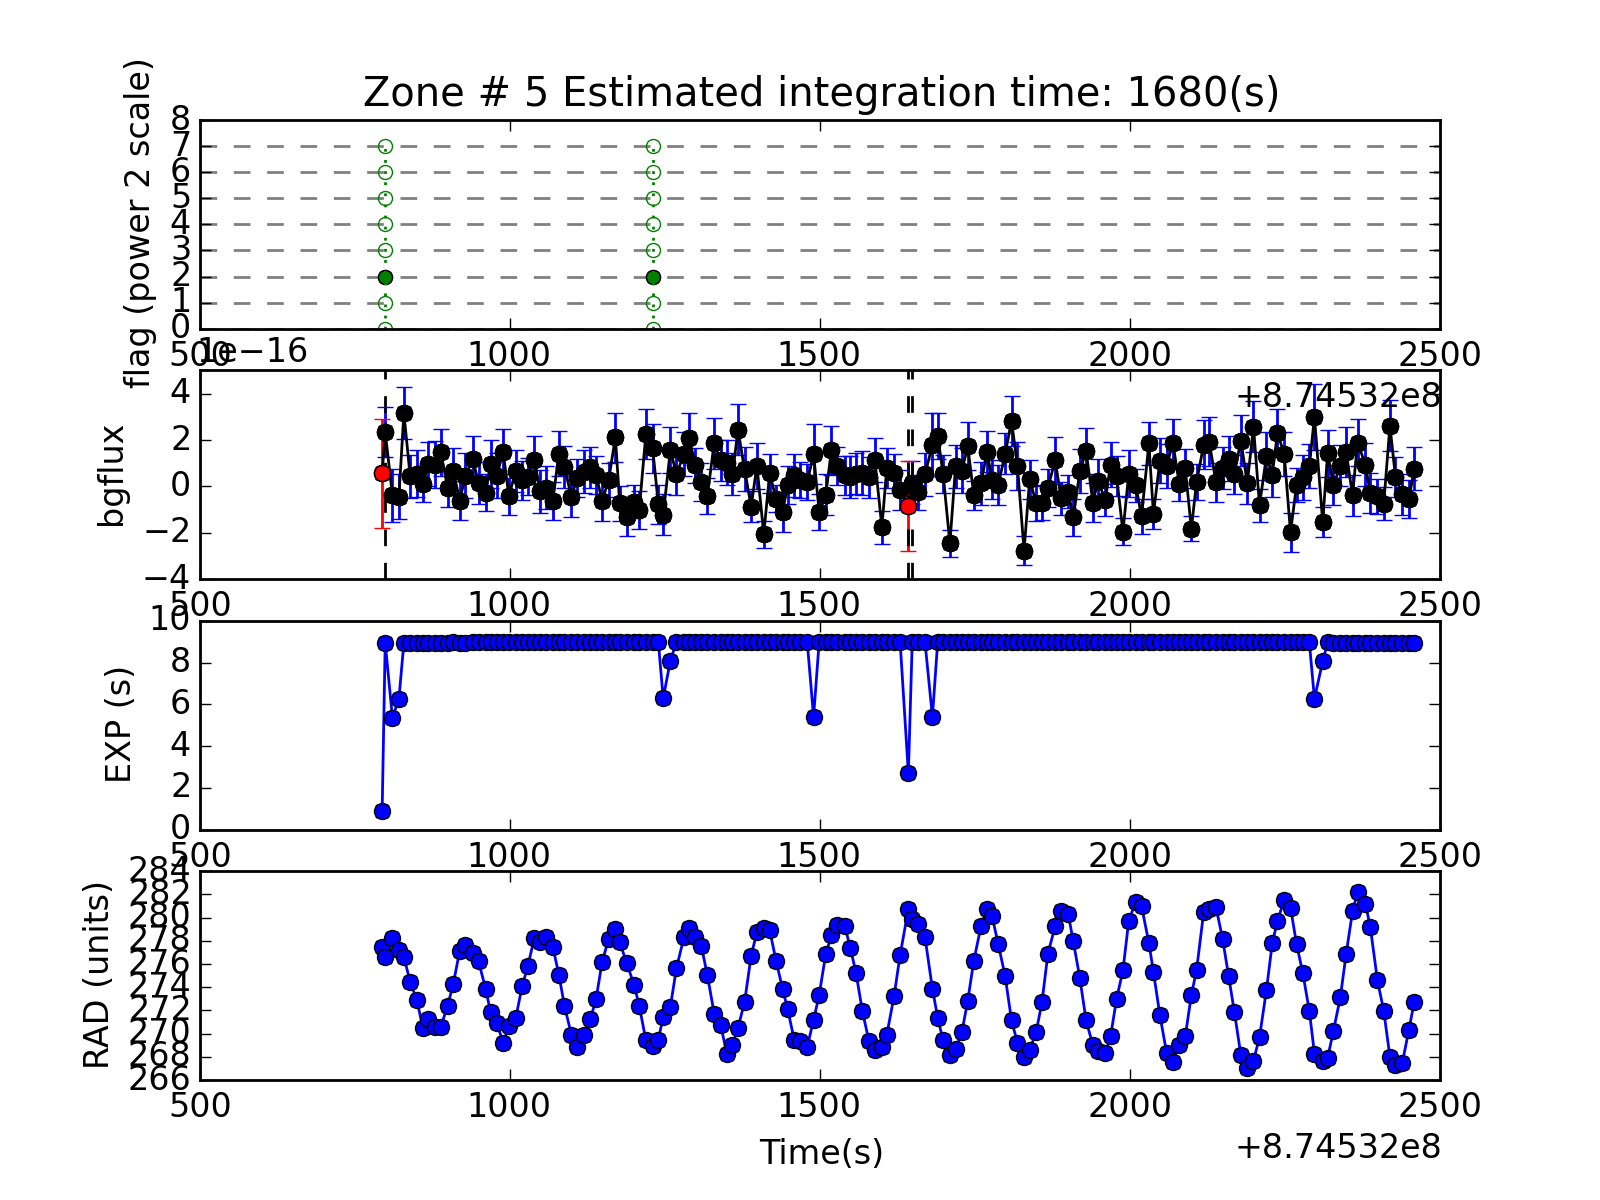 Zone # 5 Estimated integration time: 1680(s)
flag (power 2 scale)
8
7
6
5
4
3
2
1
0
500 1000 1500 2000 2500
1e−16
+8.74532e8
bgflux
4
2
0
−2
−4
500 1000 1500 2000 2500
EXP (s)
10
8
6
4
2
0
500 1000 1500 2000 2500
RAD (units)
284
282
280
278
276
274
272
270
268
266
500 1000 1500 2000 2500
Time(s)
+8.74532e8